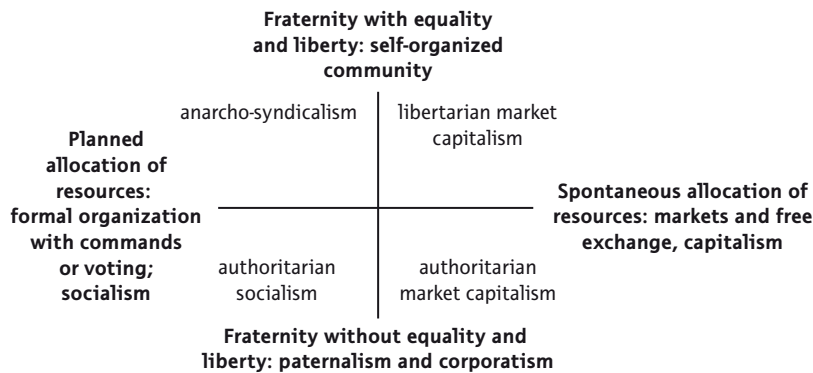 Fraternity with equality
and liberty: self-organized
community
anarcho-syndicalism
libertarian market
capitalism
Planned
allocation of
resources:
formal organization
with commands
or voting;
socialism
Spontaneous allocation of
resources: markets and free
exchange, capitalism
authoritarian
socialism
authoritarian
market capitalism
Fraternity without equality and
liberty: paternalism and corporatism